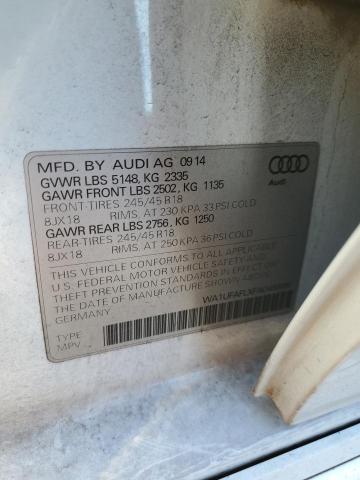 MFD. BY AUDI AG 09 14
GVWR LBS 5148, KG 2335
GAWR FRONT LBS 2502, KG 1135
FRONT-TIRES 245/45 R18
8JX18 RIMS, AT 230 KPA 33 PSI COLD
GAWR REAR LBS 2756, KG 1250
REAR-TIRES 245/45 R18
8JX18 RIMS, AT 250 KPA 36 PSI COLD
THIS VEHICLE CONFORMS TO ALL APPLICABLE
U.S. FEDERAL MOTOR VEHICLE SAFETY AND
THEFT PREVENTION STANDARDS IN EFFECT ON
THE DATE OF MANUFACTURE
TYPE
MPV
Audi